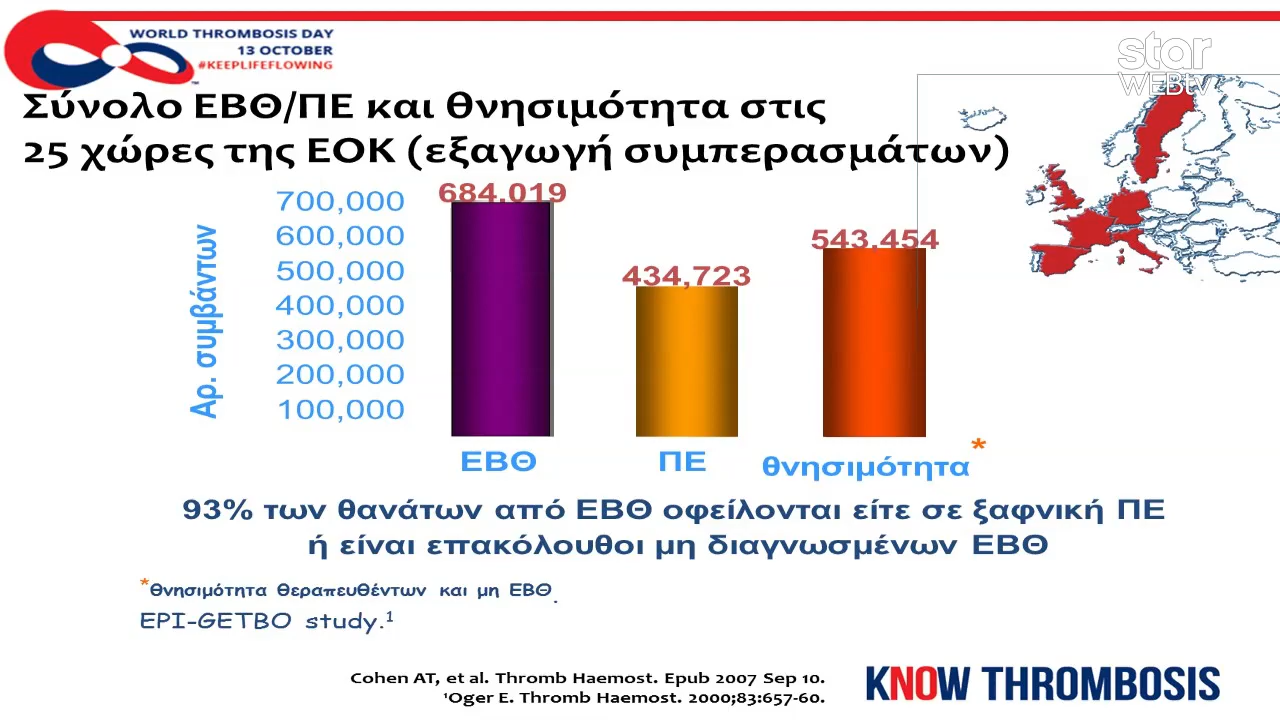 WORLD THROMBOSIS DAY
13 OCTOBER
#KEEPLIFEFLOWING
TM
star
WEBtv
Σύνολο ΕΒΘ/ΠΕ και θνησιμότητα στις
25 χώρες της ΕΟΚ (εξαγωγή συμπερασμάτων)
Αρ. συμβάντων
700,000
600,000
500,000
400,000
300,000
200,000
100,000
684,019
434,723
543,454
ΕΒΘ
ΠΕ
θνησιμότητα*
93% των θανάτων από ΕΒΘ οφείλονται είτε σε ξαφνική ΠΕ
ή είναι επακόλουθοι μη διαγνωσμένων ΕΒΘ
*θνησιμότητα θεραπευθέντων και μη ΕΒΘ.
EPI-GETBO study.¹
Cohen AT, et al. Thromb Haemost. Epub 2007 Sep 10.
¹Oger E. Thromb Haemost. 2000;83:657-60.
KNOW THROMBOSIS